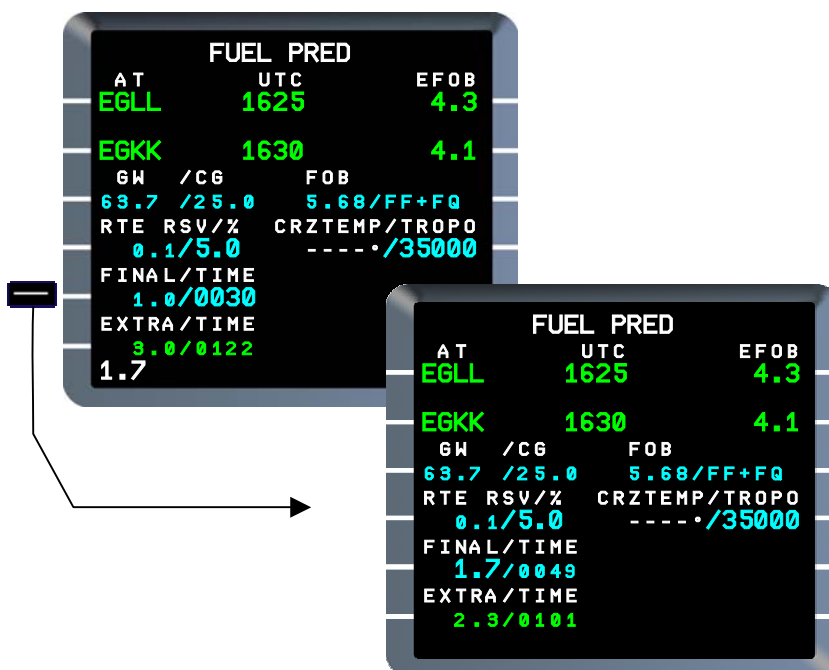 FUEL PRED
AT UTC EFOB
EGLL 1625 4.3
EGKK 1630 4.1
GW /CG FOB
63.7 /25.0 5.68/FF+FQ
RTE RSV/% CRZTEMP/TROPO
0.1/5.0 ----°/35000
FINAL/TIME
1.0/0030
EXTRA/TIME
3.0/0122
1.7
FUEL PRED
AT UTC EFOB
EGLL 1625 4.3
EGKK 1630 4.1
GW /CG FOB
63.7 /25.0 5.68/FF+FQ
RTE RSV/% CRZTEMP/TROPO
0.1/5.0 ----°/35000
FINAL/TIME
1.7/0049
EXTRA/TIME
2.3/0101